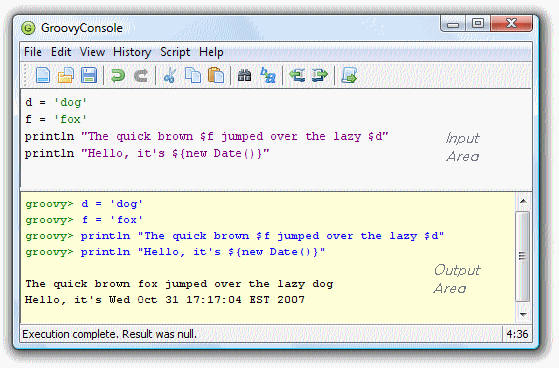 GroovyConsole
File Edit View History Script Help
d = 'dog'
f = 'fox'
println "The quick brown $f jumped over the lazy $d"
println "Hello, it's ${new Date()}"
Input
Area
groovy> d = 'dog'
groovy> f = 'fox'
groovy> println "The quick brown $f jumped over the lazy $d"
groovy> println "Hello, it's ${new Date()}"
The quick brown fox jumped over the lazy dog
Hello, it's Wed Oct 31 17:17:04 EST 2007
Output
Area
Execution complete. Result was null.
4:36